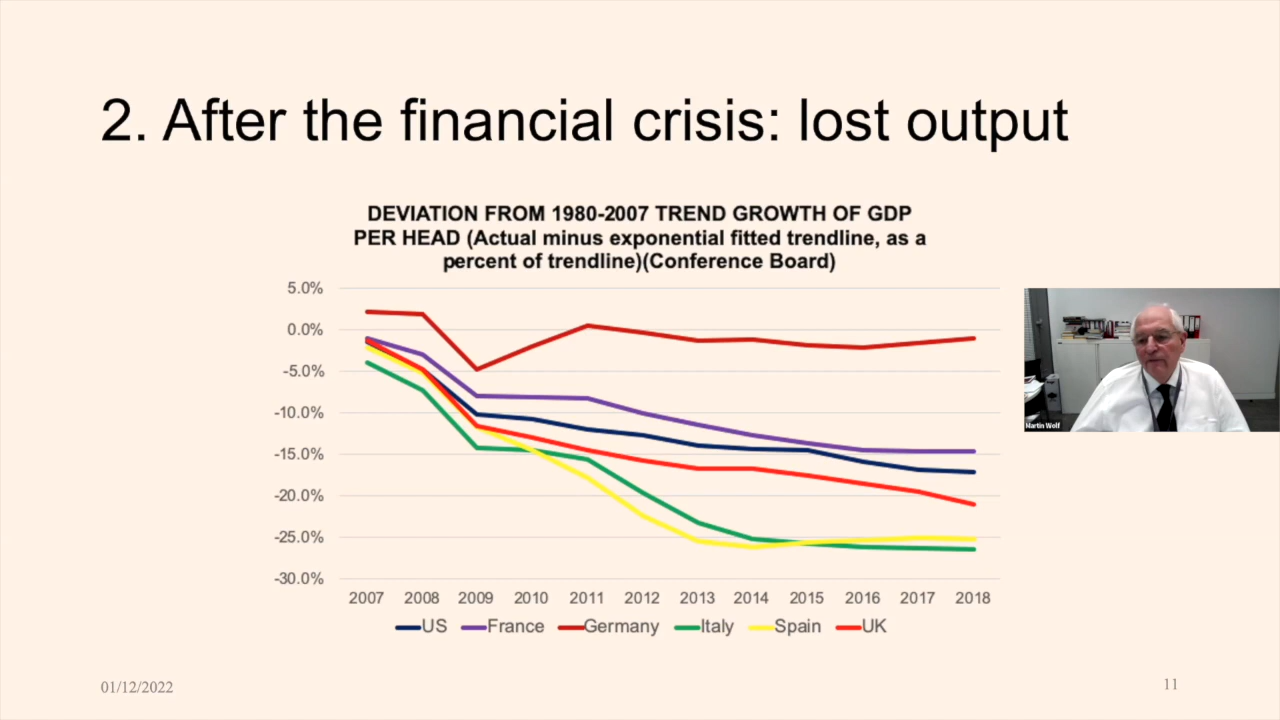 2. After the financial crisis: lost output
DEVIATION FROM 1980-2007 TREND GROWTH OF GDP
PER HEAD (Actual minus exponential fitted trendline, as a
percent of trendline)(Conference Board)
5.0%
0.0%
-5.0%
-10.0%
-15.0%
-20.0%
-25.0%
-30.0%
2007 2008 2009 2010 2011 2012 2013 2014 2015 2016 2017 2018
US France Germany Italy Spain UK
Martin Wolf
01/12/2022
11